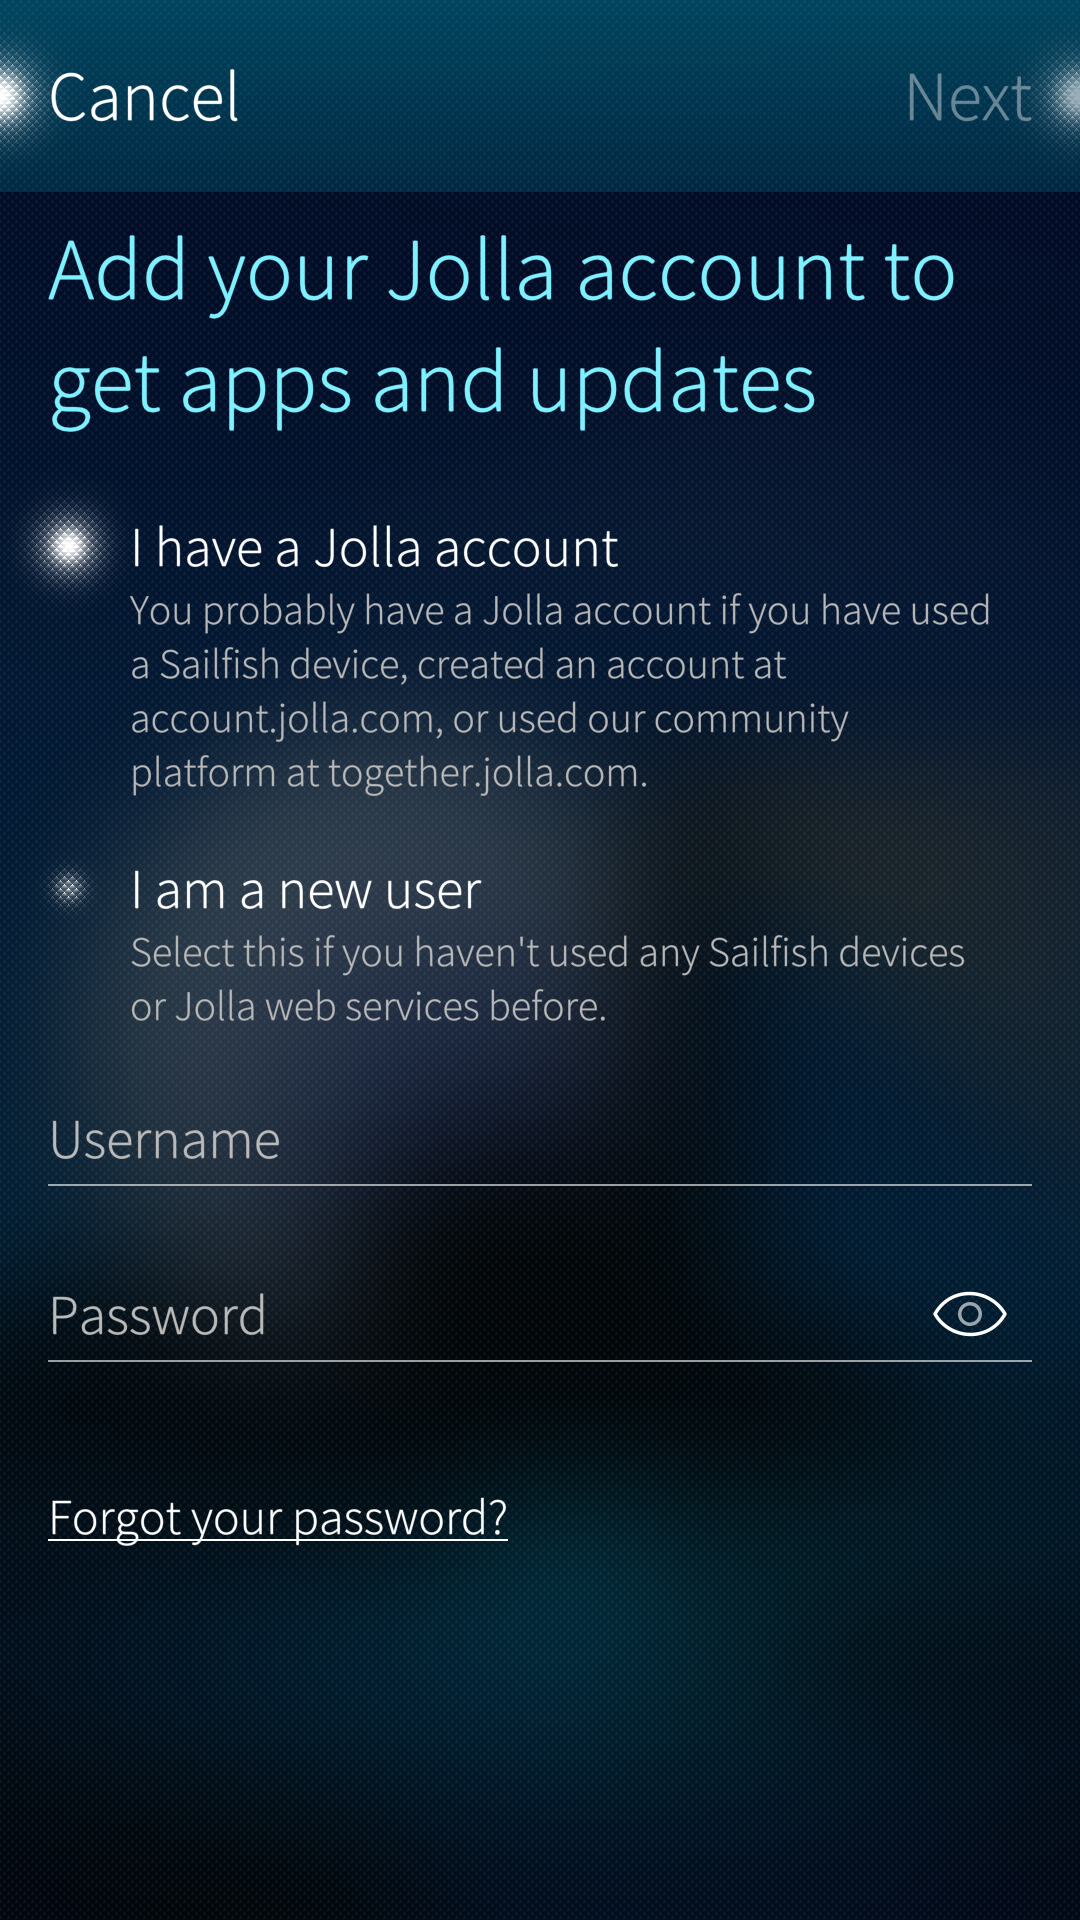 Cancel
Next
Add your Jolla account to
get apps and updates
I have a Jolla account
You probably have a Jolla account if you have used
a Sailfish device, created an account at
account.jolla.com, or used our community
platform at together.jolla.com.
I am a new user
Select this if you haven't used any Sailfish devices
or Jolla web services before.
Username
Password
Forgot your password?